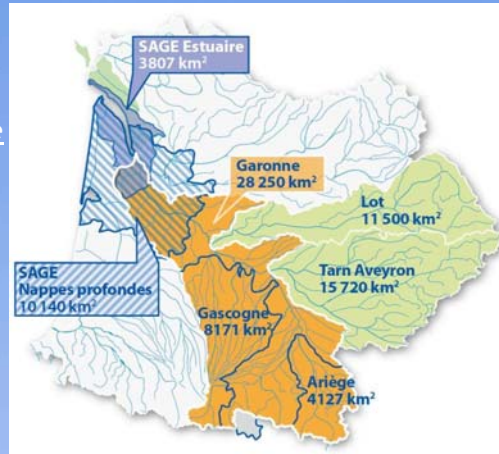 SAGE Estuaire
3807 km²
Garonne
28 250 km²
Lot
11 500 km²
Tarn Aveyron
15 720 km²
SAGE
Nappes profondes
10 140 km²
Gascogne
8171 km²
Ariège
4127 km²